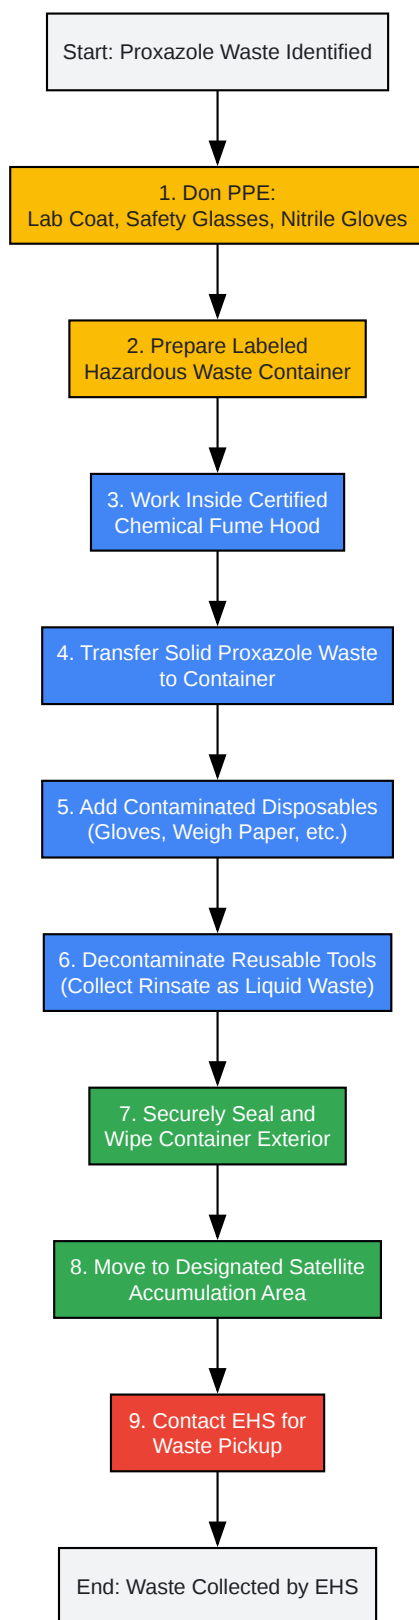 Start: Proxazole Waste Identified
1. Don PPE:
Lab Coat, Safety Glasses, Nitrile Gloves
2. Prepare Labeled
Hazardous Waste Container
3. Work Inside Certified
Chemical Fume Hood
4. Transfer Solid Proxazole Waste
to Container
5. Add Contaminated Disposables
(Gloves, Weigh Paper, etc.)
6. Decontaminate Reusable Tools
(Collect Rinsate as Liquid Waste)
7. Securely Seal and
Wipe Container Exterior
8. Move to Designated Satellite
Accumulation Area
9. Contact EHS for
Waste Pickup
End: Waste Collected by EHS